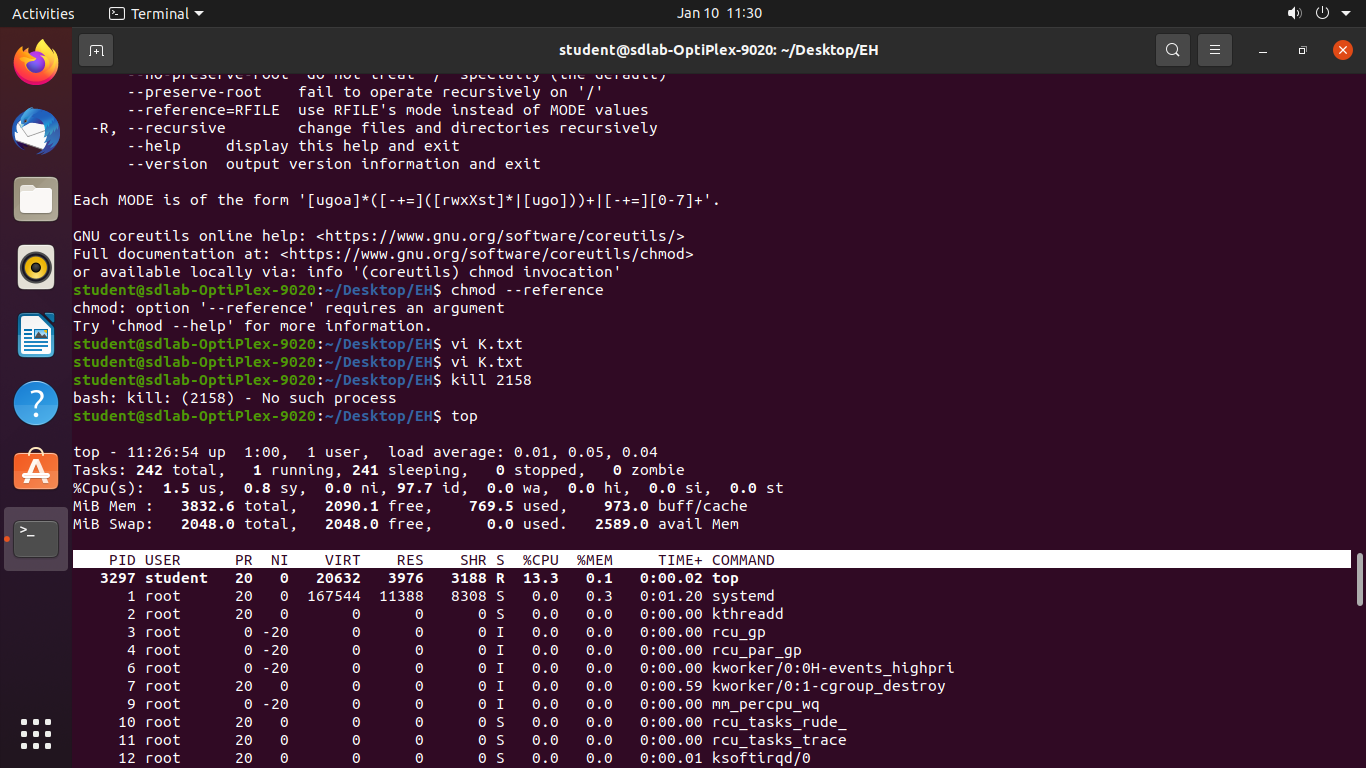 Activities Terminal Jan 10 11:30
student@sdlab-OptiPlex-9020: ~/Desktop/EH
      --no-preserve-root  do not treat '/' specially (the default)
      --preserve-root    fail to operate recursively on '/'
      --reference=RFILE  use RFILE's mode instead of MODE values
  -R, --recursive        change files and directories recursively
      --help     display this help and exit
      --version  output version information and exit
Each MODE is of the form '[ugoa]*([-+=]([rwxXst]*|[ugo]))+|[-+=][0-7]+'.
GNU coreutils online help: <https://www.gnu.org/software/coreutils/>
Full documentation at: <https://www.gnu.org/software/coreutils/chmod>
or available locally via: info '(coreutils) chmod invocation'
student@sdlab-OptiPlex-9020:~/Desktop/EH$ chmod --reference
chmod: option '--reference' requires an argument
Try 'chmod --help' for more information.
student@sdlab-OptiPlex-9020:~/Desktop/EH$ vi K.txt
student@sdlab-OptiPlex-9020:~/Desktop/EH$ vi K.txt
student@sdlab-OptiPlex-9020:~/Desktop/EH$ kill 2158
bash: kill: (2158) - No such process
student@sdlab-OptiPlex-9020:~/Desktop/EH$ top
top - 11:26:54 up  1:00,  1 user,  load average: 0.01, 0.05, 0.04
Tasks: 242 total,   1 running, 241 sleeping,   0 stopped,   0 zombie
%Cpu(s):  1.5 us,  0.8 sy,  0.0 ni, 97.7 id,  0.0 wa,  0.0 hi,  0.0 si,  0.0 st
MiB Mem :   3832.6 total,   2090.1 free,    769.5 used,    973.0 buff/cache
MiB Swap:   2048.0 total,   2048.0 free,      0.0 used.   2589.0 avail Mem
    PID USER      PR  NI    VIRT    RES    SHR S  %CPU  %MEM     TIME+ COMMAND
   3297 student   20   0   20632   3976   3188 R  13.3   0.1   0:00.02 top
      1 root      20   0  167544  11388   8308 S   0.0   0.3   0:01.20 systemd
      2 root      20   0       0      0      0 S   0.0   0.0   0:00.00 kthreadd
      3 root       0 -20       0      0      0 I   0.0   0.0   0:00.00 rcu_gp
      4 root       0 -20       0      0      0 I   0.0   0.0   0:00.00 rcu_par_gp
      6 root       0 -20       0      0      0 I   0.0   0.0   0:00.00 kworker/0:0H-events_highpri
      7 root      20   0       0      0      0 I   0.0   0.0   0:00.59 kworker/0:1-cgroup_destroy
      9 root       0 -20       0      0      0 I   0.0   0.0   0:00.00 mm_percpu_wq
     10 root      20   0       0      0      0 S   0.0   0.0   0:00.00 rcu_tasks_rude_
     11 root      20   0       0      0      0 S   0.0   0.0   0:00.00 rcu_tasks_trace
     12 root      20   0       0      0      0 S   0.0   0.0   0:00.01 ksoftirqd/0